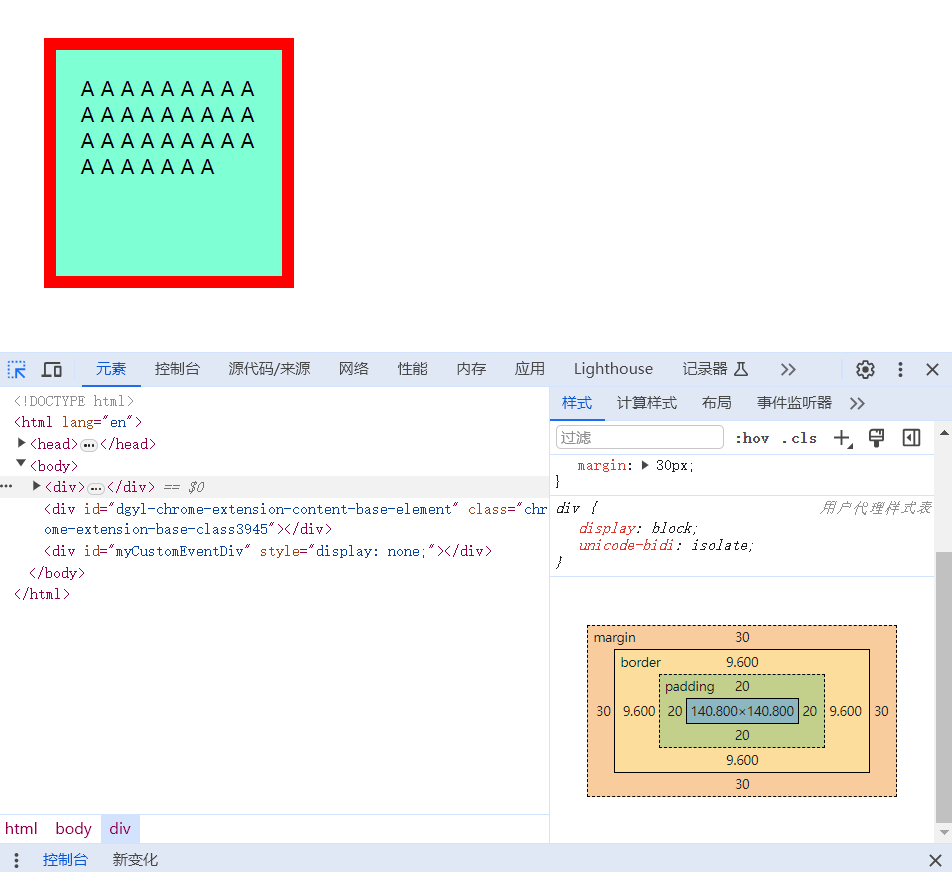 A A A A A A A A A
A A A A A A A A A
A A A A A A A A A
A A A A A A A
元素 控制台 源代码/来源 网络 性能 内存 应用 Lighthouse 记录器
<!DOCTYPE html>
<html lang="en">
<head> … </head>
<body>
… <div> … </div> == $0
<div id="dgyl-chrome-extension-content-base-element" class="chr
ome-extension-base-class3945"></div>
<div id="myCustomEventDiv" style="display: none;"></div>
</body>
</html>
html body div
样式 计算样式 布局 事件监听器
过滤 :hov .cls
margin: 30px;
}
div { 用户代理样式表
display: block;
unicode-bidi: isolate;
}
margin 30
border 9.600
padding 20
30 9.600 20 140.800×140.800 20 9.600 30
20
9.600
30
控制台 新变化